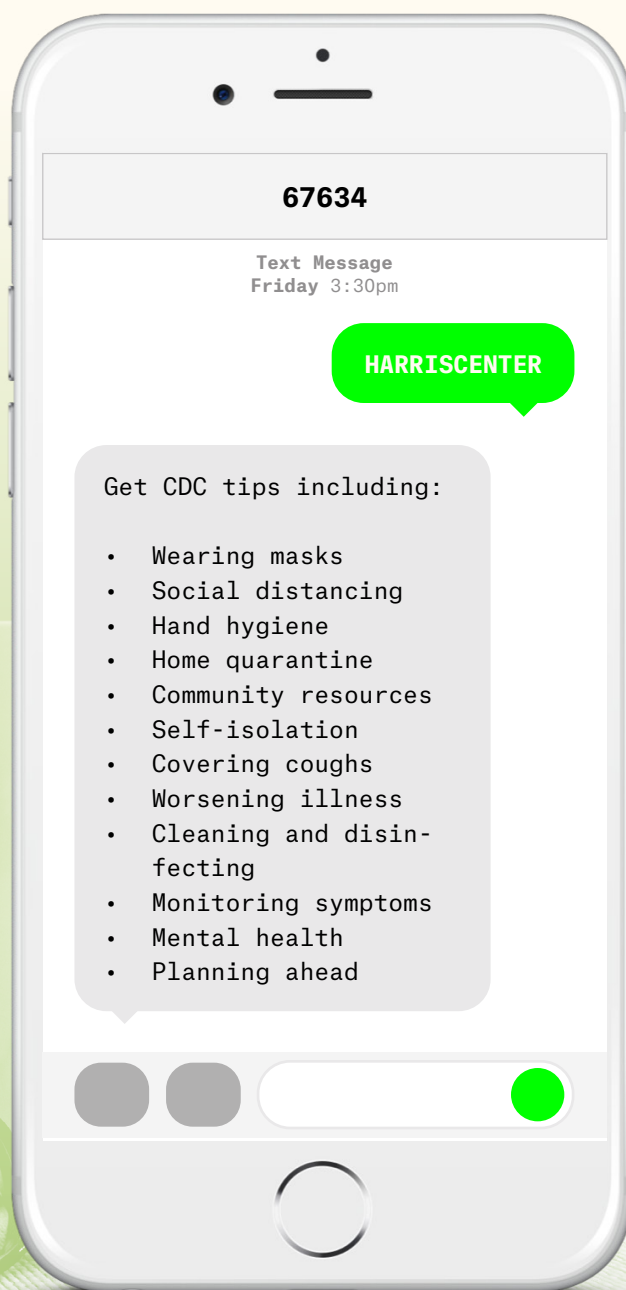 67634
Text Message
Friday 3:30pm
HARRISCENTER
Get CDC tips including:
• Wearing masks
• Social distancing
• Hand hygiene
• Home quarantine
• Community resources
• Self-isolation
• Covering coughs
• Worsening illness
• Cleaning and disin-
fecting
• Monitoring symptoms
• Mental health
• Planning ahead